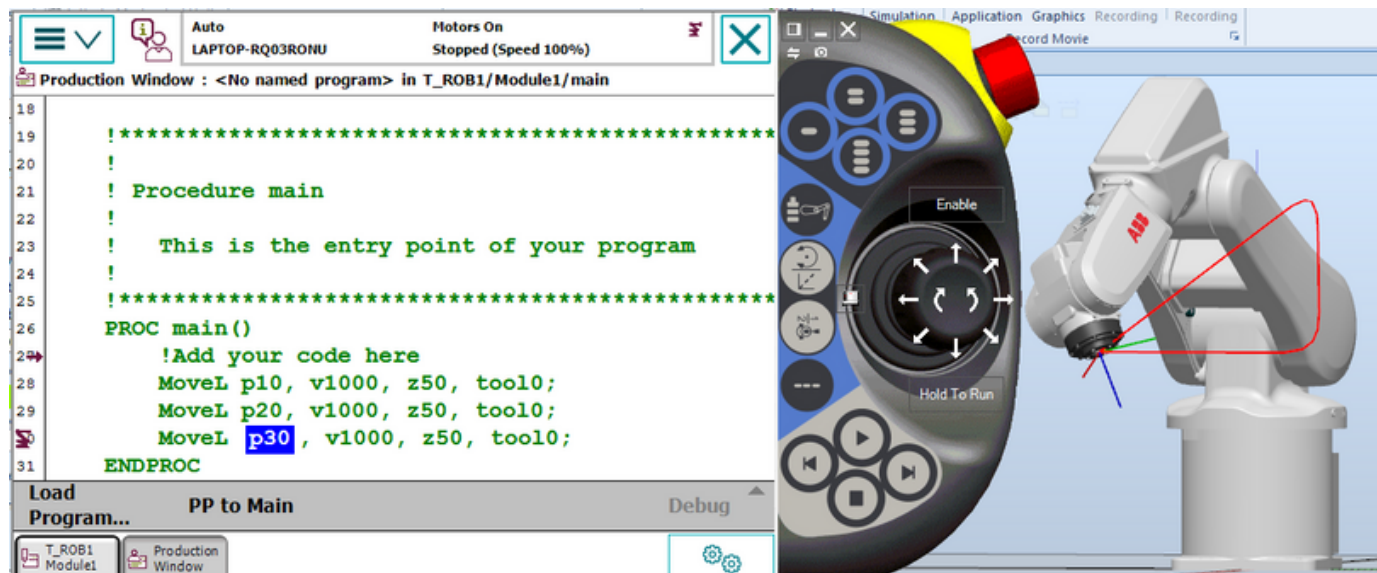 Auto
LAPTOP-RQ03RONU
Motors On
Stopped (Speed 100%)
Production Window : <No named program> in T_ROB1/Module1/main
18
19 !************************************************
20 !
21 ! Procedure main
22 !
23 !   This is the entry point of your program
24 !
25 !************************************************
26 PROC main()
!Add your code here
28 MoveL p10, v1000, z50, tool0;
29 MoveL p20, v1000, z50, tool0;
MoveL p30 , v1000, z50, tool0;
31 ENDPROC
Load Program...
PP to Main
Debug
T_ROB1
Module1
Production
Window
Simulation
Application
Graphics
Recording
Recording
Record Movie
Enable
Hold To Run
ABB